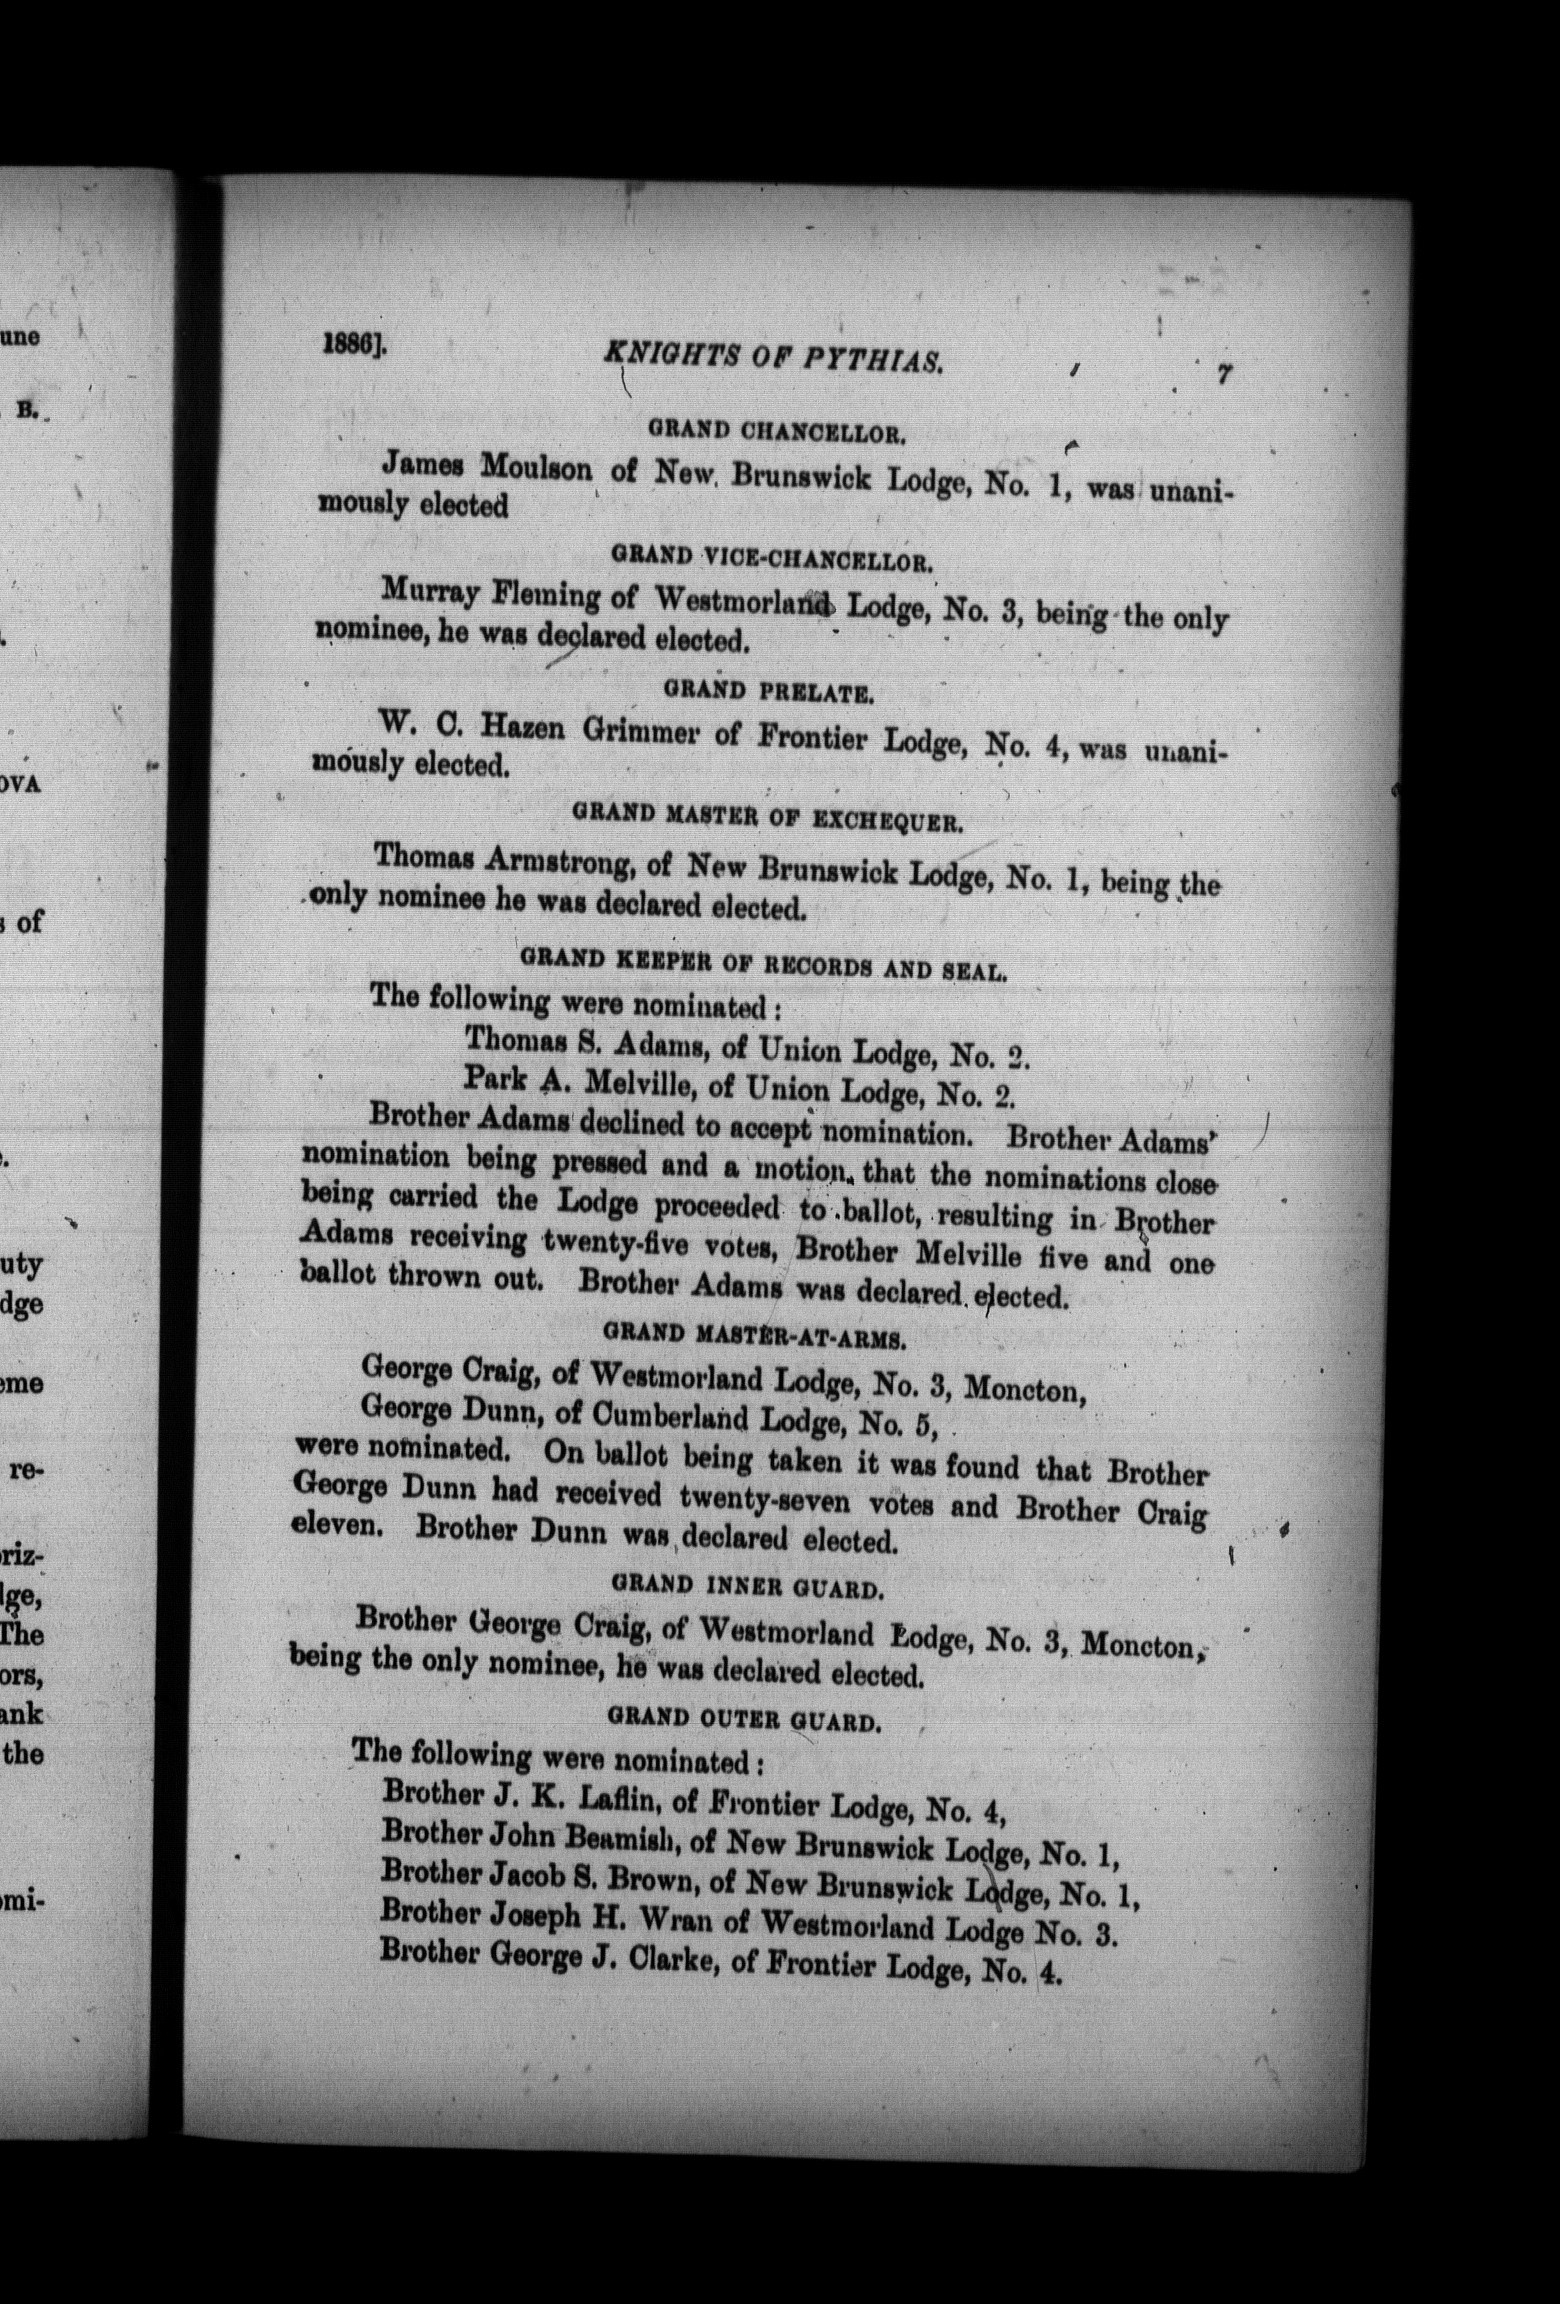 1886]. KNIGHTS OF PYTHIAS. 7
GRAND CHANCELLOR.
James Moulson of New Brunswick Lodge, No. 1, was unani-
mously elected
GRAND VICE-CHANCELLOR.
Murray Fleming of Westmorland Lodge, No. 3, being the only
nominee, he was declared elected.
GRAND PRELATE.
W. C. Hazen Grimmer of Frontier Lodge, No. 4, was unani-
mously elected.
GRAND MASTER OF EXCHEQUER.
Thomas Armstrong, of New Brunswick Lodge, No. 1, being the
only nominee he was declared elected.
GRAND KEEPER OF RECORDS AND SEAL.
The following were nominated:
Thomas S. Adams, of Union Lodge, No. 2.
Park A. Melville, of Union Lodge, No. 2.
Brother Adams declined to accept nomination. Brother Adams'
nomination being pressed and a motion that the nominations close
being carried the Lodge proceeded to ballot, resulting in Brother
Adams receiving twenty-five votes, Brother Melville five and one
ballot thrown out. Brother Adams was declared elected.
GRAND MASTER-AT-ARMS.
George Craig, of Westmorland Lodge, No. 3, Moncton,
George Dunn, of Cumberland Lodge, No. 5,
were nominated. On ballot being taken it was found that Brother
George Dunn had received twenty-seven votes and Brother Craig
eleven. Brother Dunn was declared elected.
GRAND INNER GUARD.
Brother George Craig, of Westmorland Lodge, No. 3, Moncton,
being the only nominee, he was declared elected.
GRAND OUTER GUARD.
The following were nominated:
Brother J. K. Laflin, of Frontier Lodge, No. 4,
Brother John Beamish, of New Brunswick Lodge, No. 1,
Brother Jacob S. Brown, of New Brunswick Lodge, No. 1,
Brother Joseph H. Wran of Westmorland Lodge No. 3.
Brother George J. Clarke, of Frontier Lodge, No. 4.